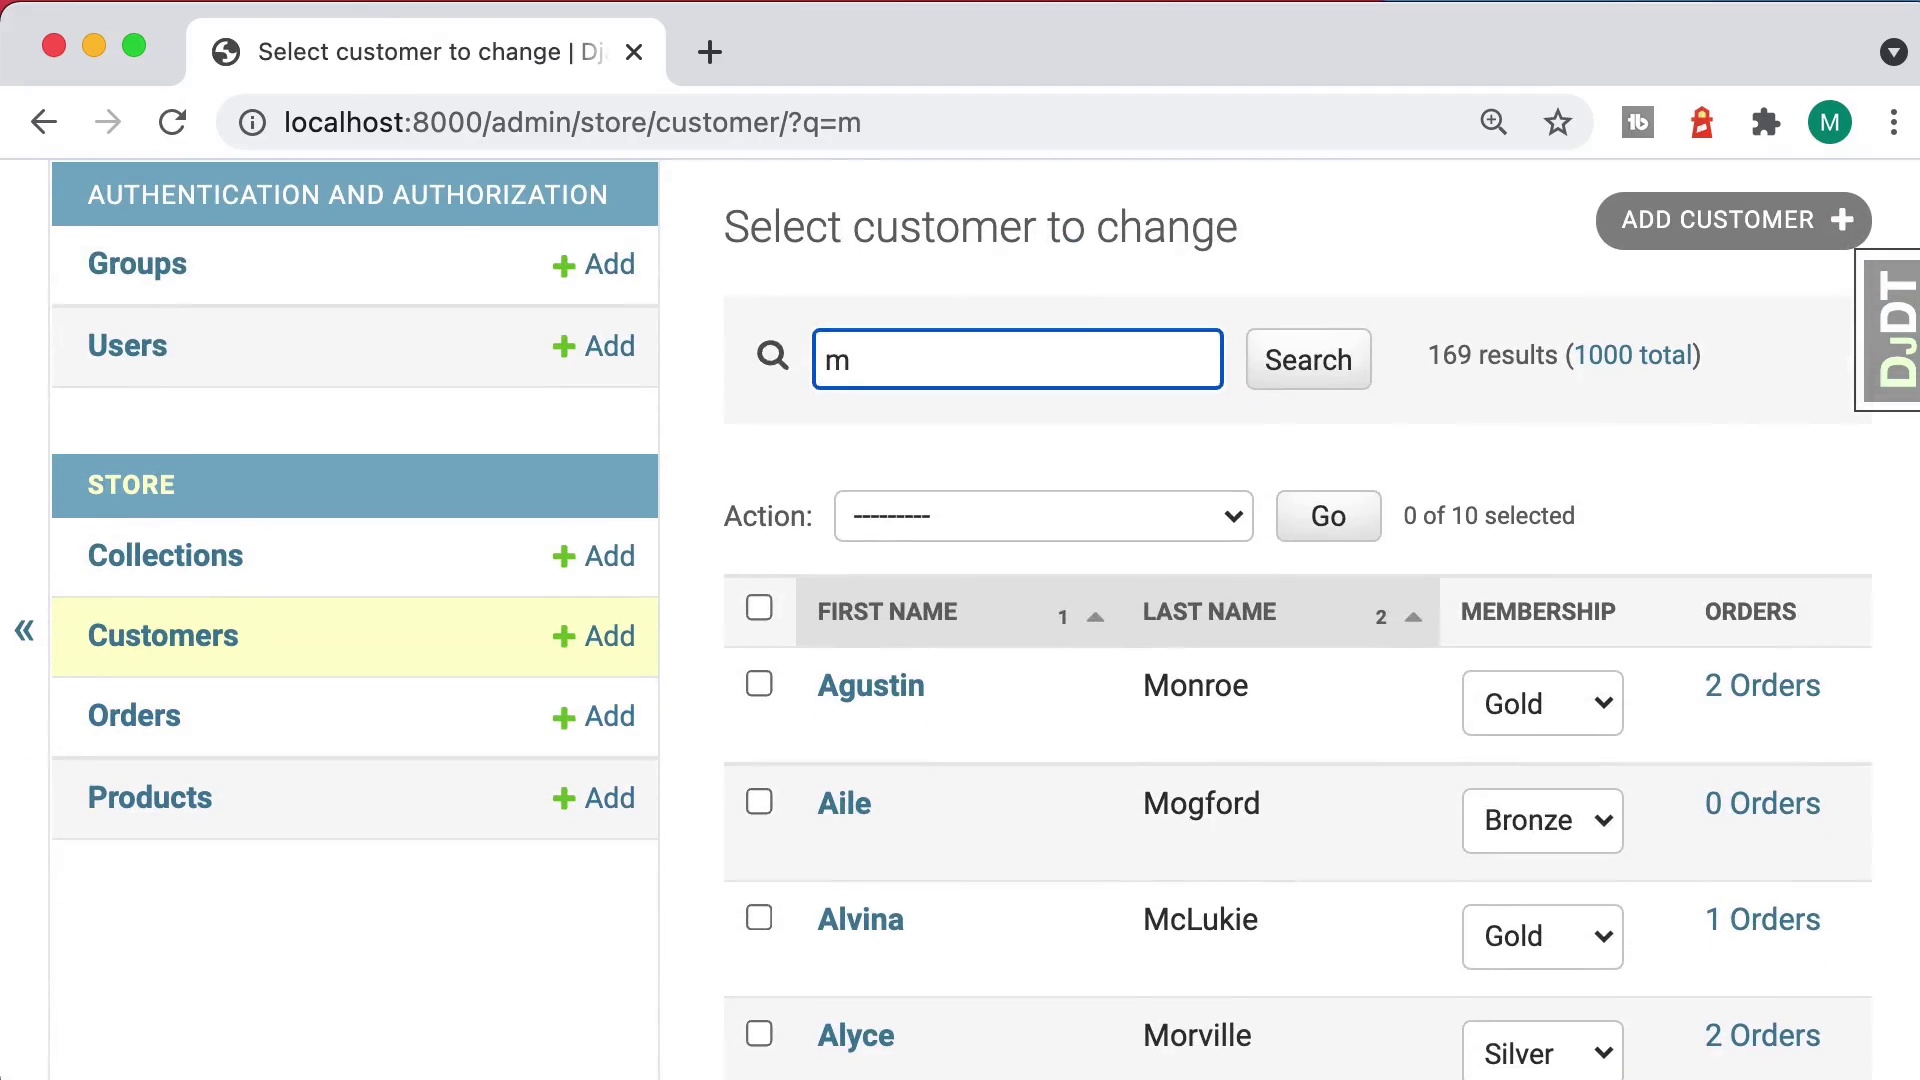 Select customer to change | Dj
localhost:8000/admin/store/customer/?q=m
M
AUTHENTICATION AND AUTHORIZATION
Groups + Add
Users + Add
STORE
Collections + Add
Customers + Add
Orders + Add
Products + Add
«
Select customer to change
ADD CUSTOMER +
DJDT
m
Search
169 results (1000 total)
Action: --------- Go 0 of 10 selected
FIRST NAME 1 LAST NAME 2 MEMBERSHIP ORDERS
Agustin Monroe Gold 2 Orders
Aile Mogford Bronze 0 Orders
Alvina McLukie Gold 1 Orders
Alyce Morville Silver 2 Orders